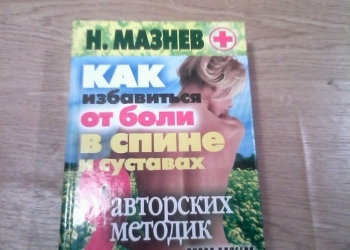 Н. МАЗНЕВ
КАК
избавиться
от боли
в спине
и суставах
авторских
методик